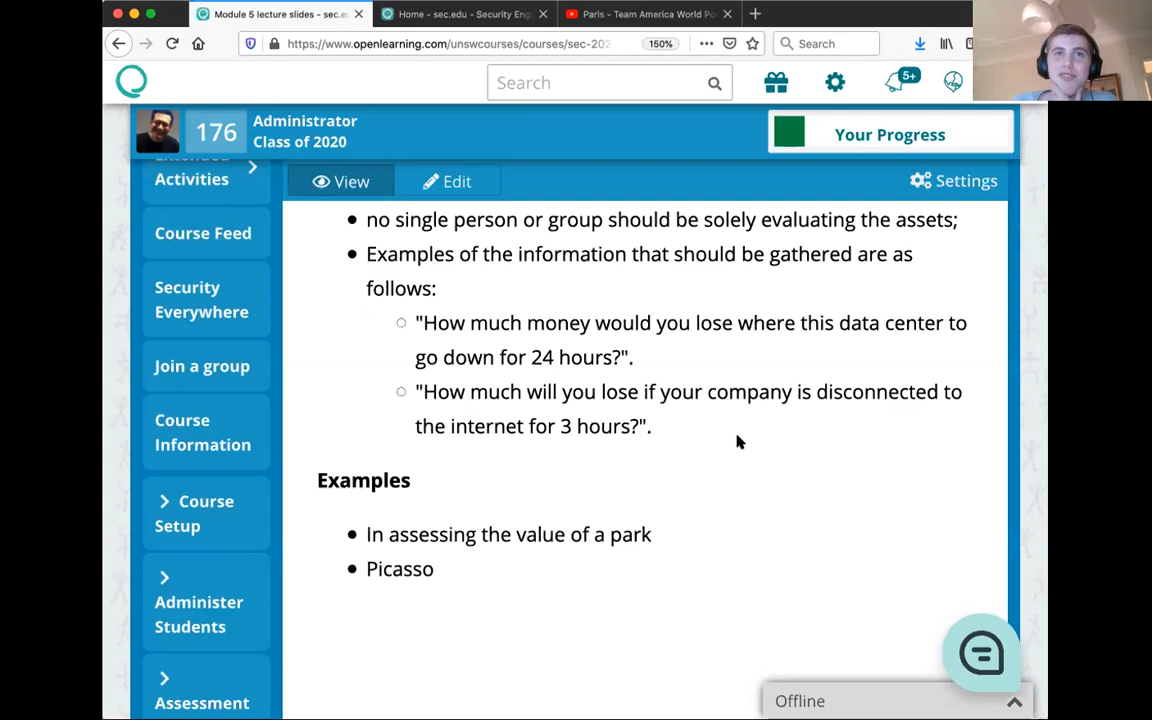 Module 5 lecture slides - sec.e
Home - sec.edu - Security Eng
Paris - Team America World Po
https://www.openlearning.com/unswcourses/courses/sec-202
150%
Search
Search
5+
176
Administrator
Class of 2020
Your Progress
Extended
Activities
View
Edit
Settings
Course Feed
Security
Everywhere
Join a group
Course
Information
Course
Setup
Administer
Students
Assessment
no single person or group should be solely evaluating the assets;
Examples of the information that should be gathered are as
follows:
"How much money would you lose where this data center to
go down for 24 hours?".
"How much will you lose if your company is disconnected to
the internet for 3 hours?".
Examples
In assessing the value of a park
Picasso
Offline